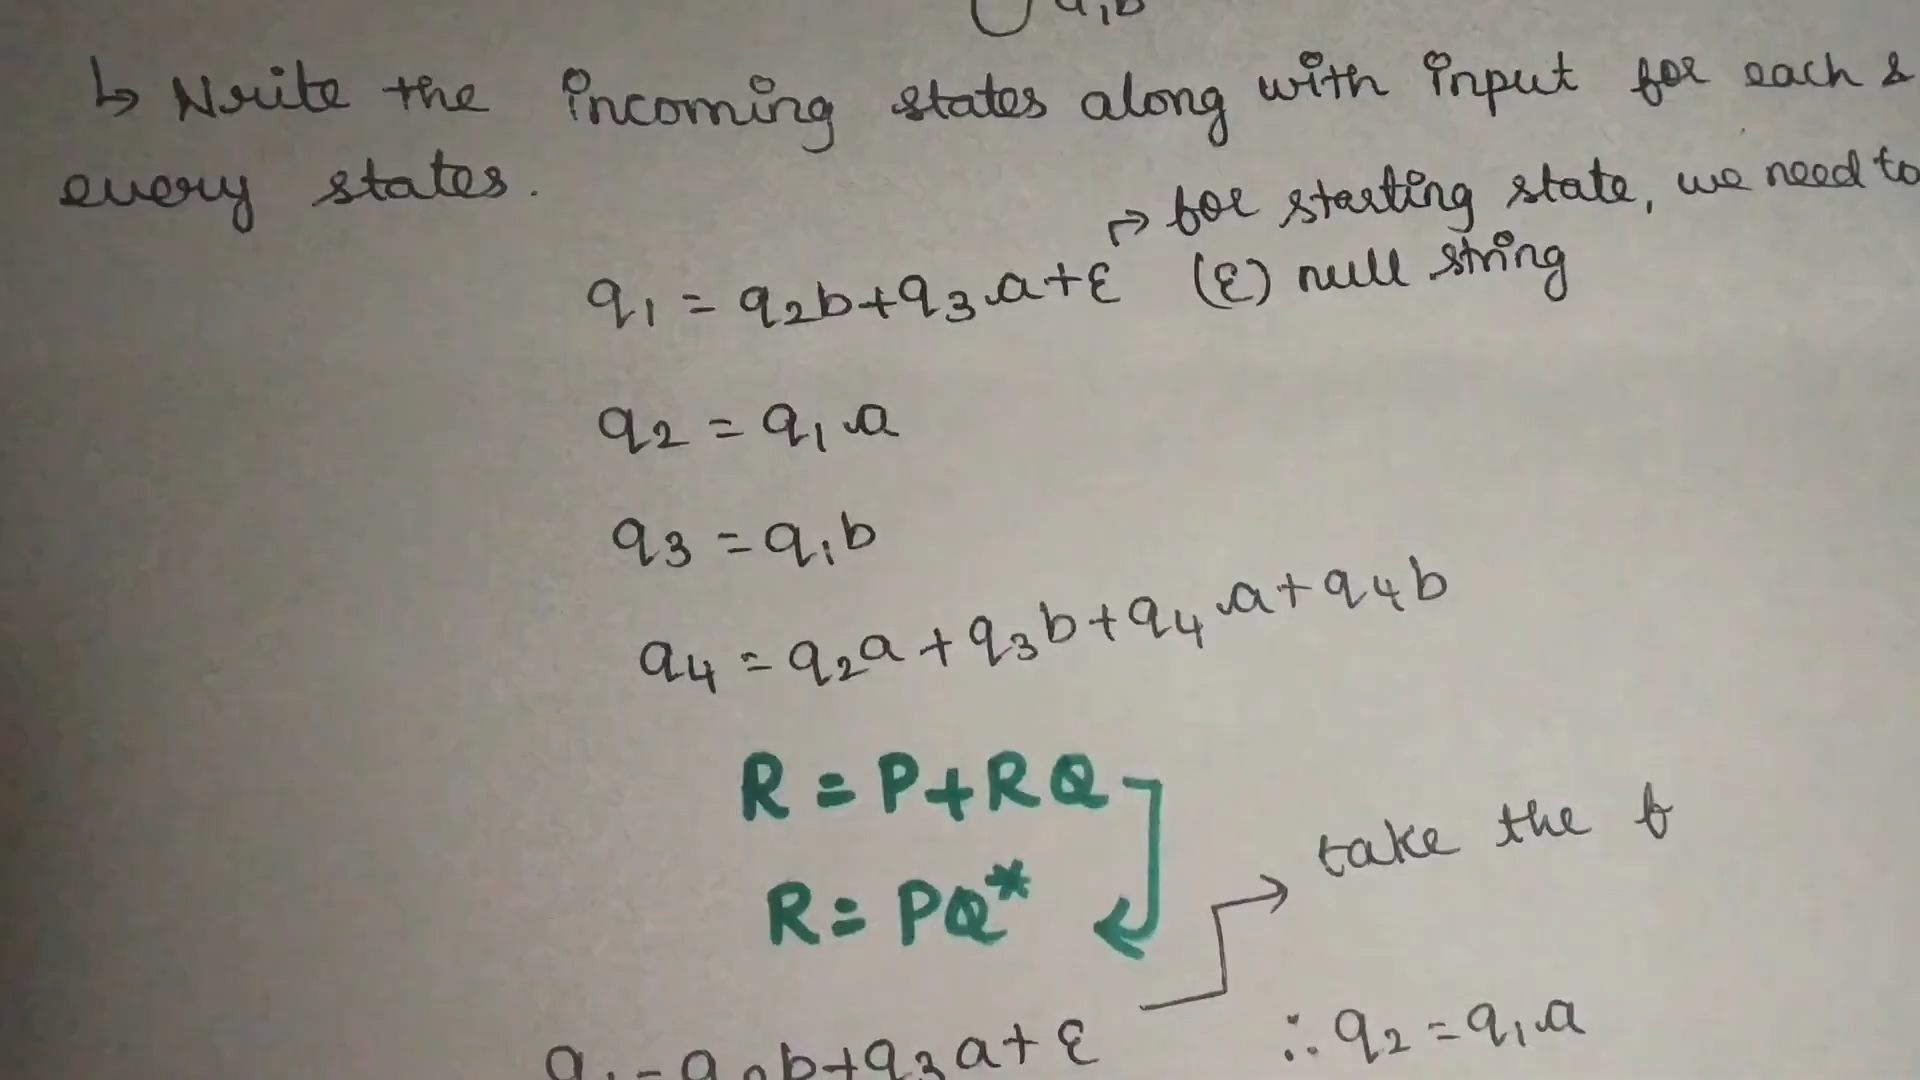 a,b
↳ Write the incoming states along with input for each &
every states.
↱ for starting state, we need to
q1 = q2b+q3a+ε (ε) null string
q2 = q1a
q3 = q1b
q4 = q2a + q3b + q4a + q4b
R = P+RQ
R = PQ*
→ take the f
q1 = q2b+q3a+ε ∴ q2 = q1a